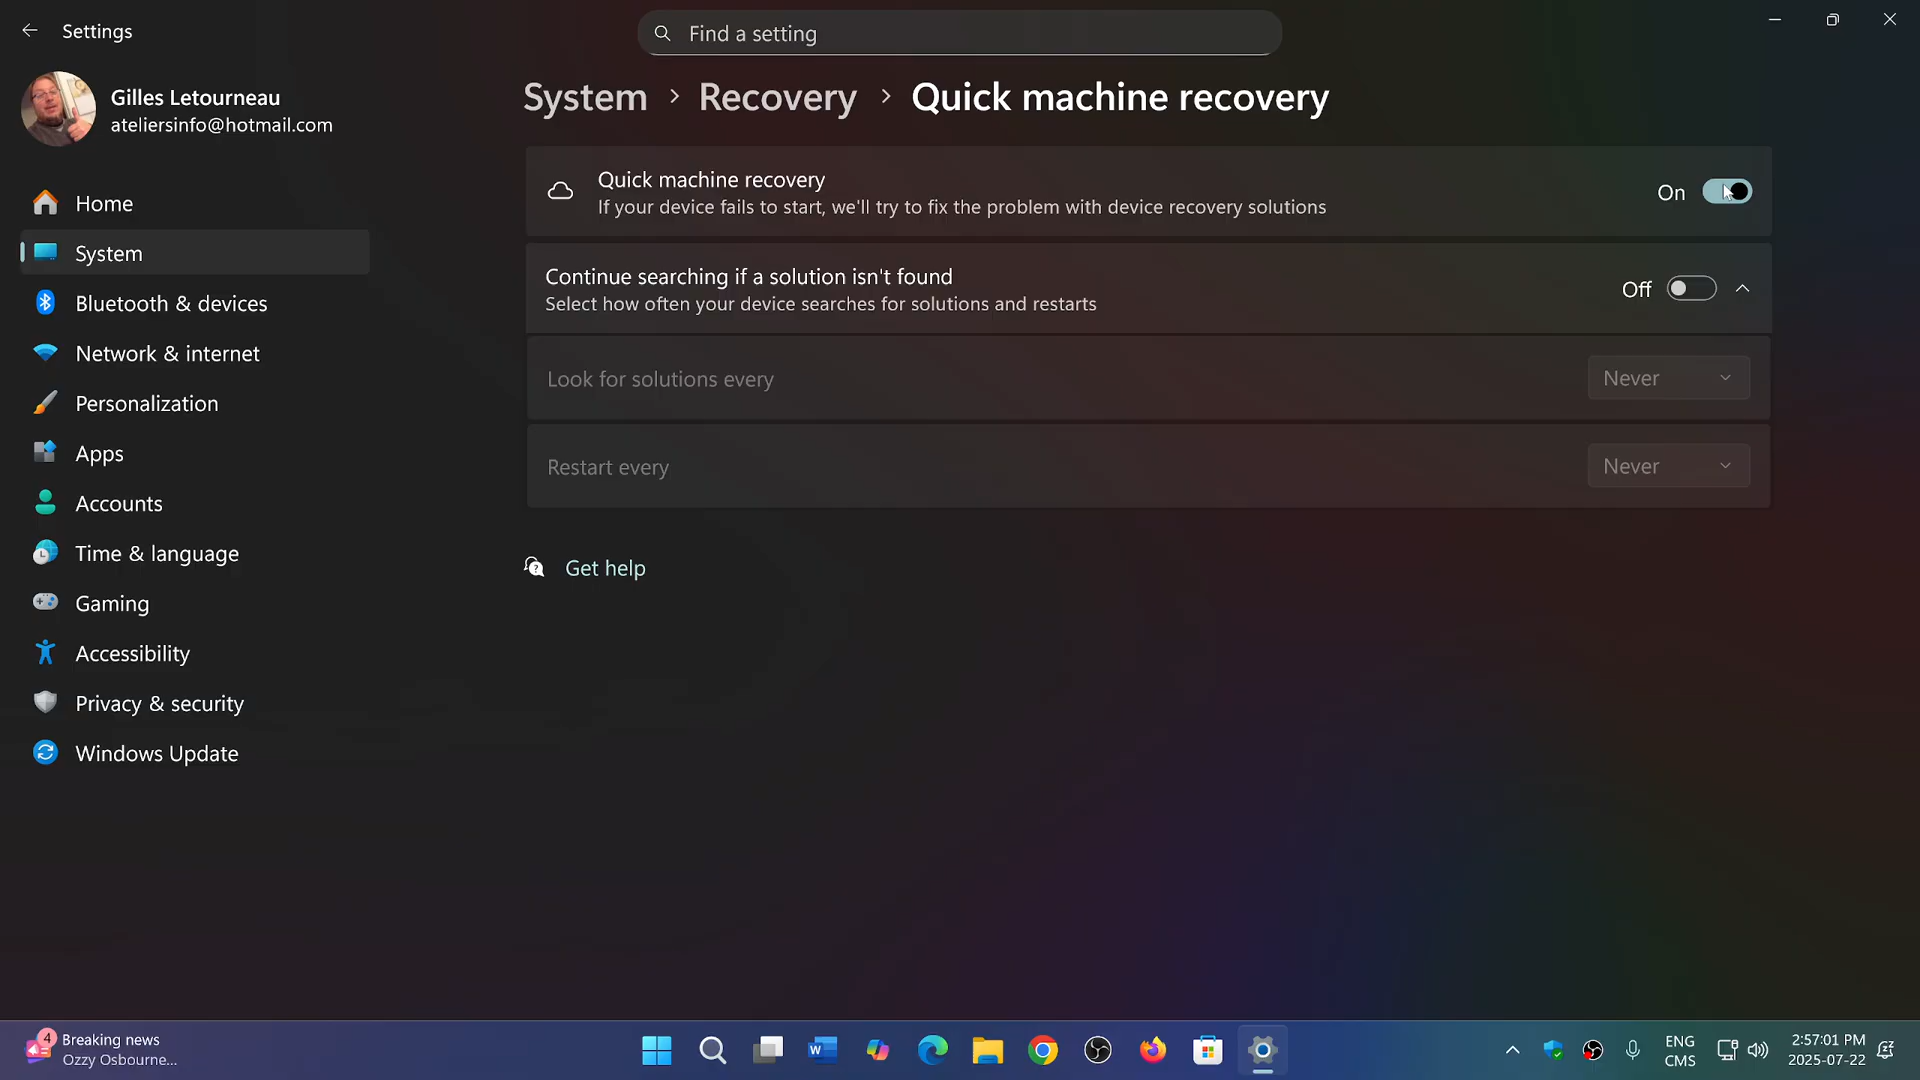 Settings
Find a setting
Gilles Letourneau
ateliersinfo@hotmail.com
Home
System
Bluetooth & devices
Network & internet
Personalization
Apps
Accounts
Time & language
Gaming
Accessibility
Privacy & security
Windows Update
System > Recovery > Quick machine recovery
Quick machine recovery
If your device fails to start, we'll try to fix the problem with device recovery solutions
On
Continue searching if a solution isn't found
Select how often your device searches for solutions and restarts
Off
Look for solutions every
Never
Restart every
Never
Get help
4
Breaking news
Ozzy Osbourne...
ENG
CMS
2:57:01 PM
2025-07-22